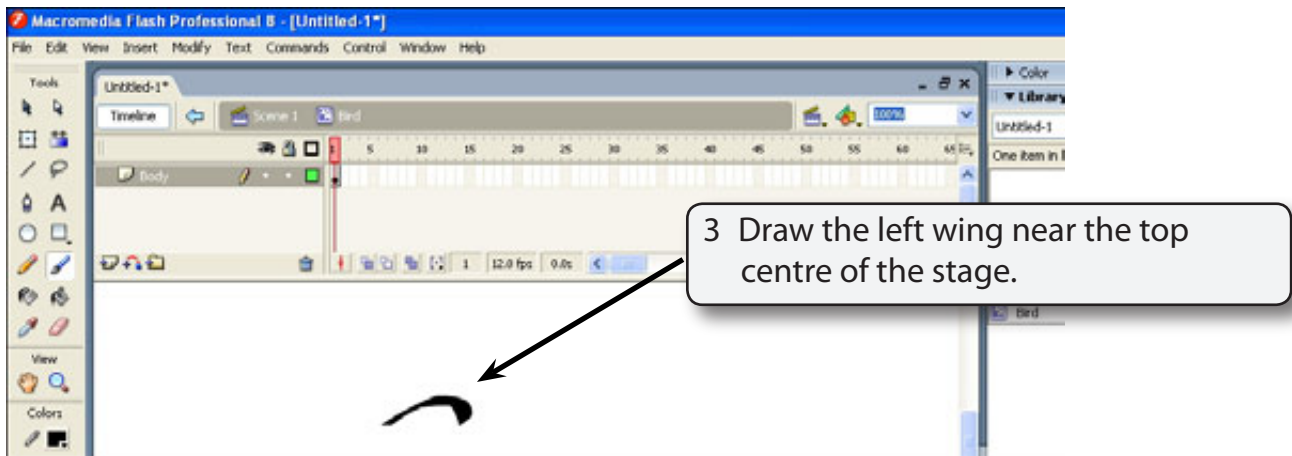 Macromedia Flash Professional 8 - [Untitled-1*]
File Edit View Insert Modify Text Commands Control Window Help
Tools
Untitled-1*
Color
Library
Timeline Scene 1 Bird 100%
Untitled-1
5 10 15 20 25 30 35 40 45 50 55 60 65
One item in
Body
A
3 Draw the left wing near the top
centre of the stage.
1 12.0 fps 0.0s
Bird
View
Colors